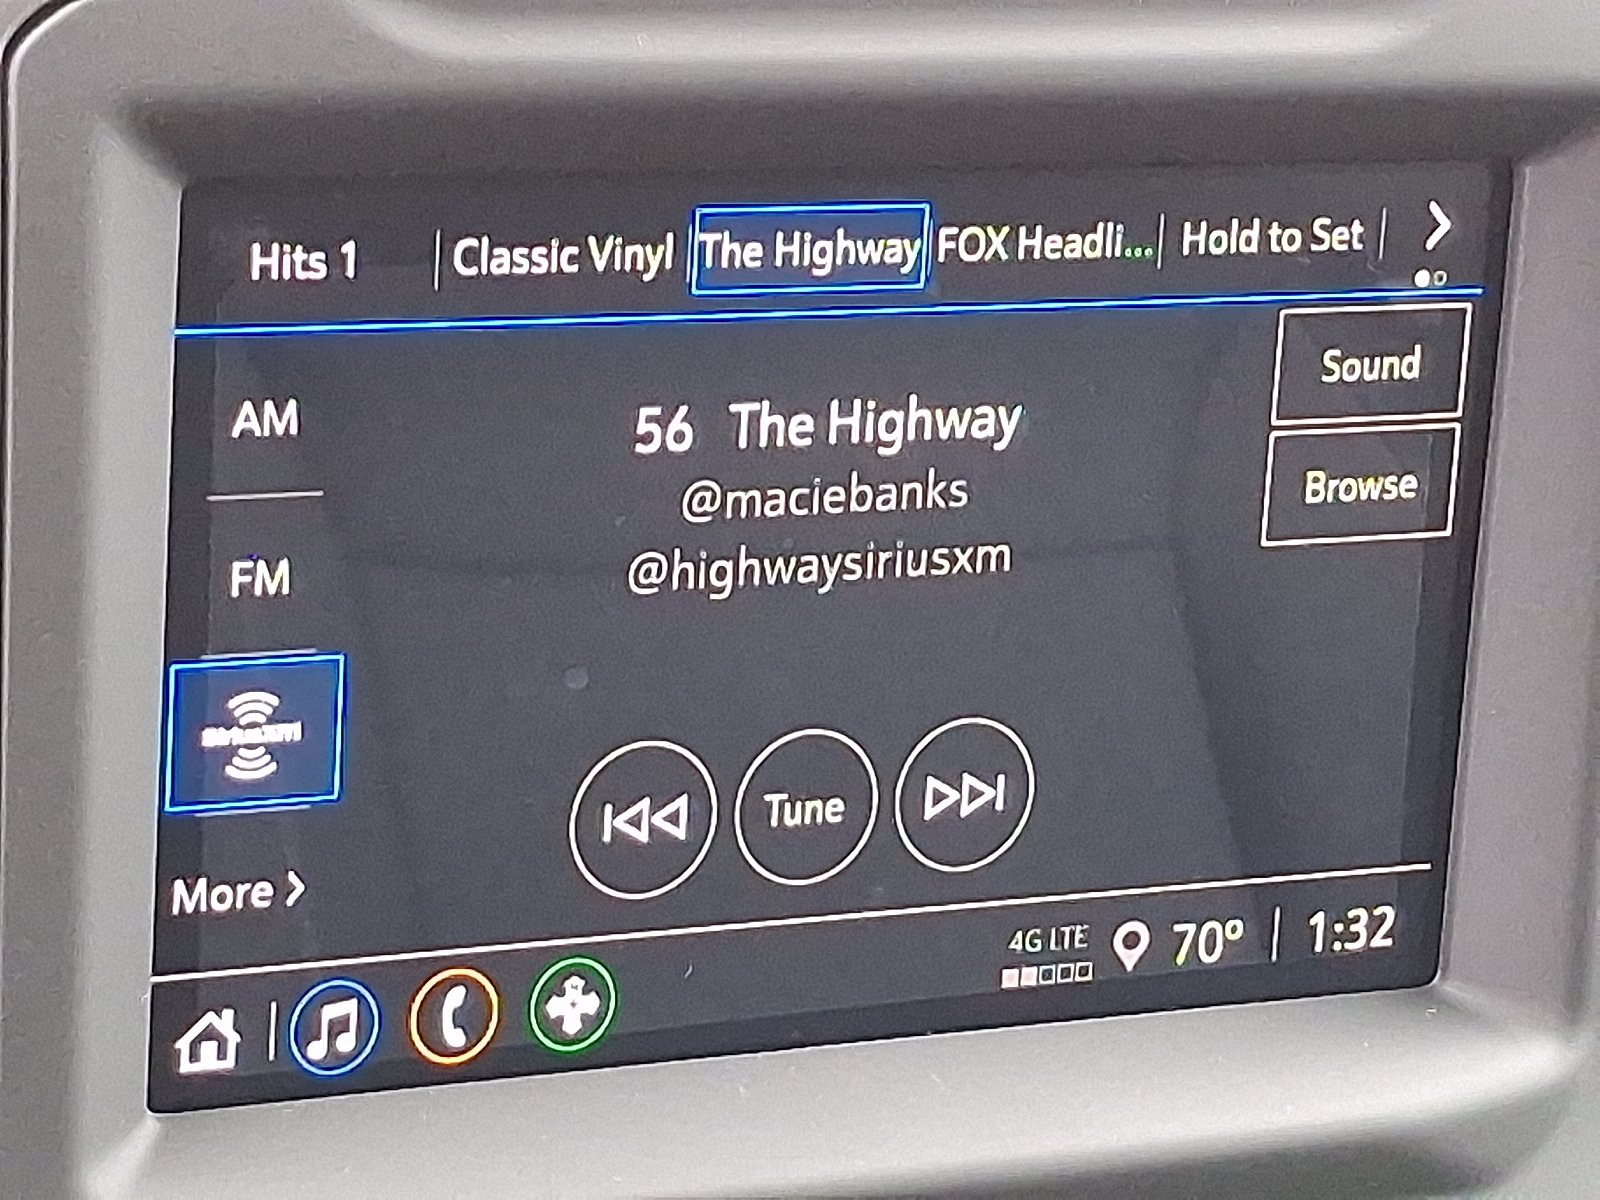 Hits 1 | Classic Vinyl | The Highway | FOX Headli... | Hold to Set |
Sound
AM
56 The Highway
@maciebanks
Browse
FM
@highwaysiriusxm
siriusxm
Tune
More >
4G LTE 70° | 1:32